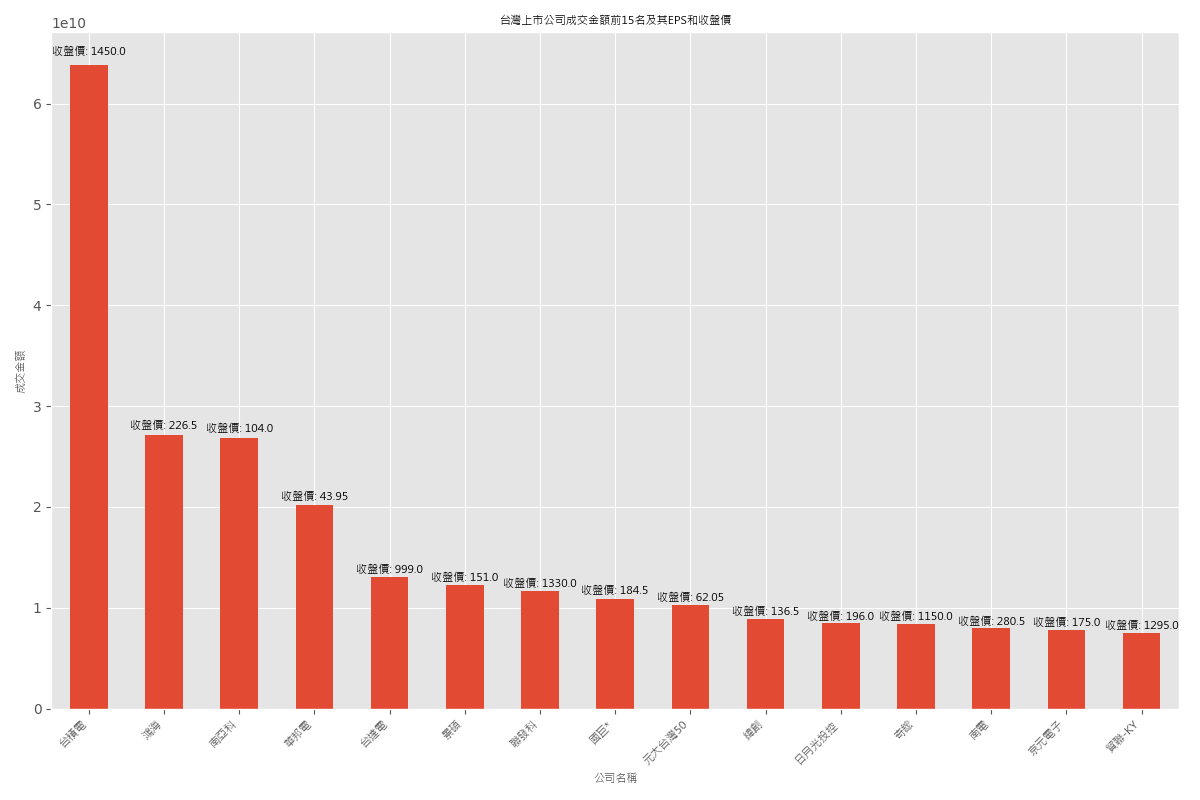 台灣上市公司成交金額前15名及其EPS和收盤價
1e10
收盤價: 1450.0
6
5
4
成交金額
3
收盤價: 226.5
收盤價: 104.0
2
收盤價: 43.95
收盤價: 999.0
收盤價: 151.0
收盤價: 1330.0
收盤價: 184.5
收盤價: 62.05
收盤價: 136.5
收盤價: 196.0
收盤價: 1150.0
收盤價: 280.5
收盤價: 175.0
收盤價: 1295.0
1
0
台積電
鴻海
南亞科
華邦電
台達電
景碩
聯發科
國巨*
元大台灣50
緯創
日月光投控
奇鋐
南電
京元電子
貿聯-KY
公司名稱